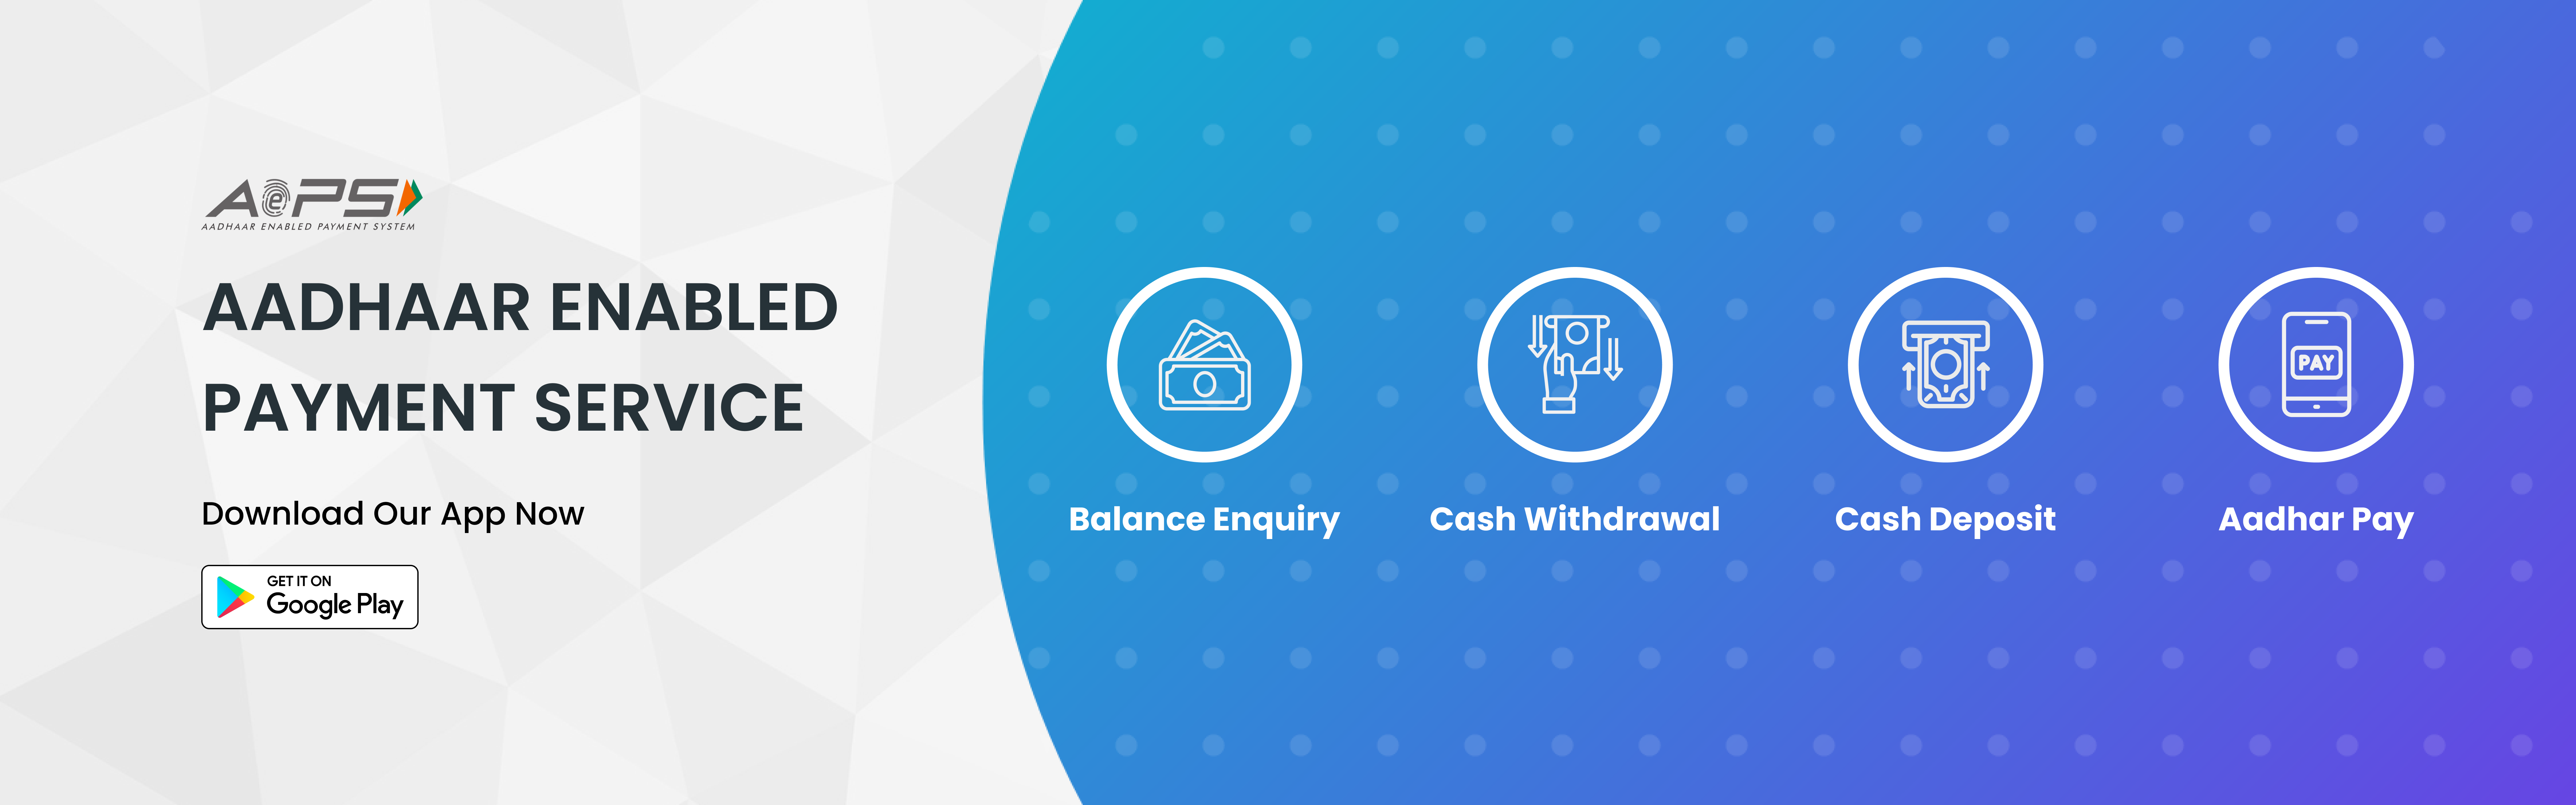 AePS
AADHAAR ENABLED PAYMENT SYSTEM
AADHAAR ENABLED
PAYMENT SERVICE
Download Our App Now
GET IT ON
Google Play
Balance Enquiry
Cash Withdrawal
Cash Deposit
PAY
Aadhar Pay